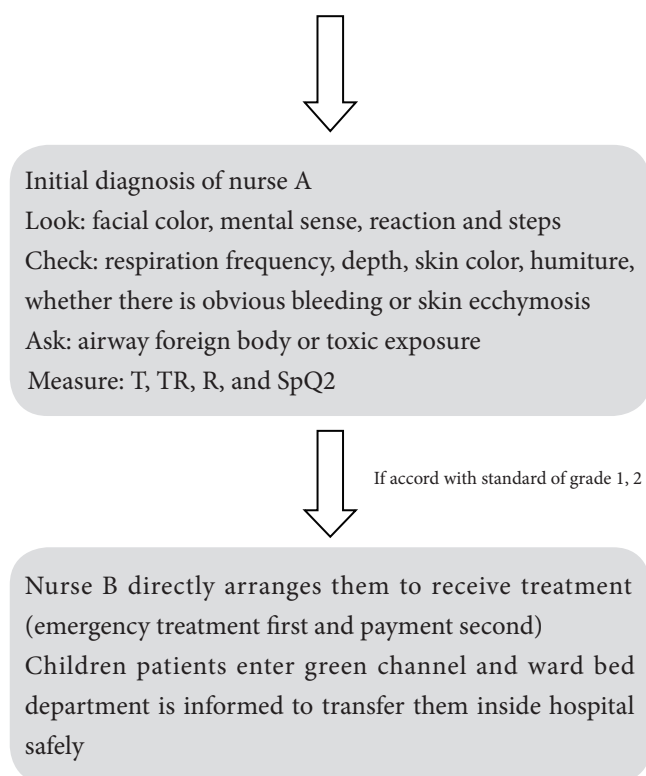 Initial diagnosis of nurse A
Look: facial color, mental sense, reaction and steps
Check: respiration frequency, depth, skin color, humiture,
whether there is obvious bleeding or skin ecchymosis
Ask: airway foreign body or toxic exposure
Measure: T, TR, R, and SpQ2
If accord with standard of grade 1, 2
Nurse B directly arranges them to receive treatment
(emergency treatment first and payment second)
Children patients enter green channel and ward bed
department is informed to transfer them inside hospital
safely